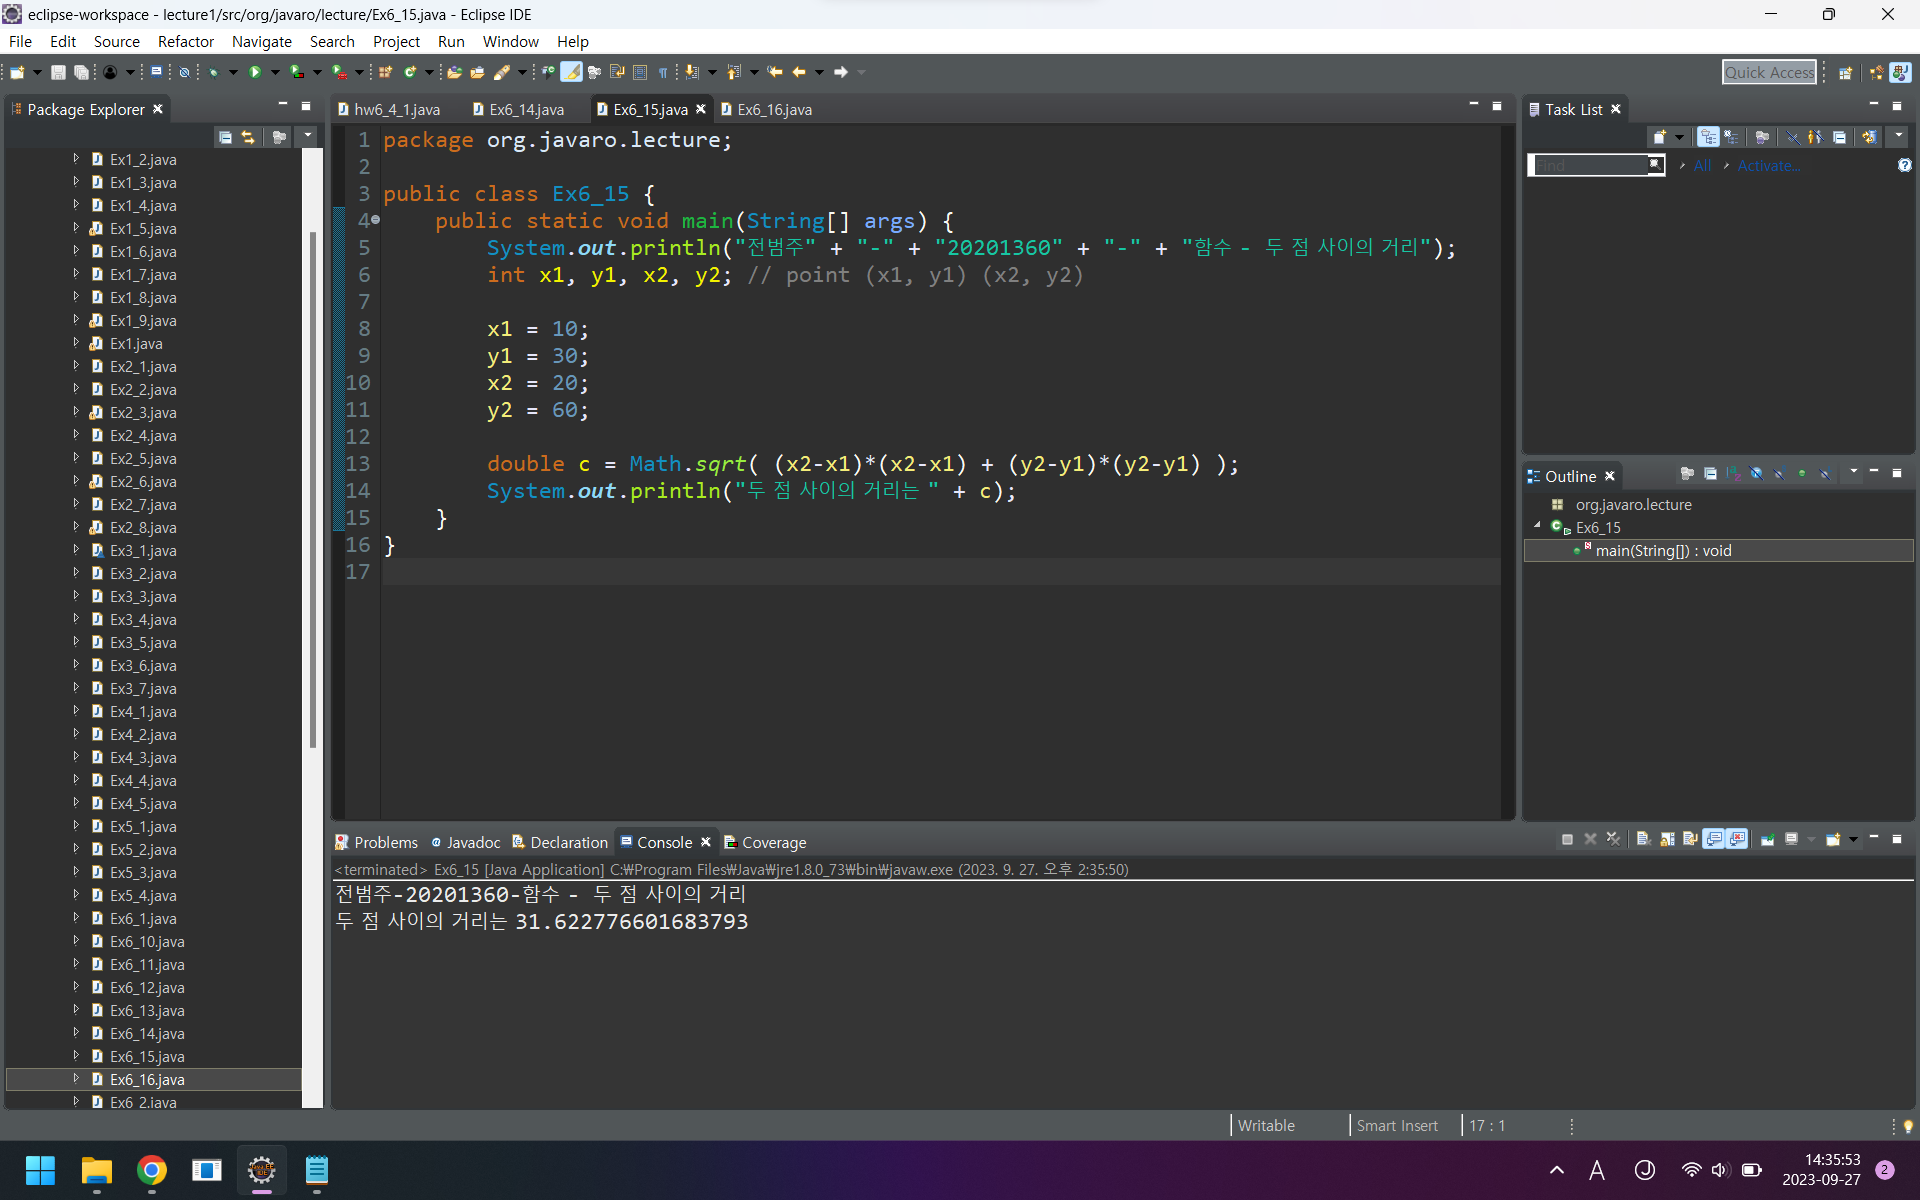 eclipse-workspace - lecture1/src/org/javaro/lecture/Ex6_15.java - Eclipse IDE
File Edit Source Refactor Navigate Search Project Run Window Help
Quick Access
Package Explorer
Ex1_2.java
Ex1_3.java
Ex1_4.java
Ex1_5.java
Ex1_6.java
Ex1_7.java
Ex1_8.java
Ex1_9.java
Ex1.java
Ex2_1.java
Ex2_2.java
Ex2_3.java
Ex2_4.java
Ex2_5.java
Ex2_6.java
Ex2_7.java
Ex2_8.java
Ex3_1.java
Ex3_2.java
Ex3_3.java
Ex3_4.java
Ex3_5.java
Ex3_6.java
Ex3_7.java
Ex4_1.java
Ex4_2.java
Ex4_3.java
Ex4_4.java
Ex4_5.java
Ex5_1.java
Ex5_2.java
Ex5_3.java
Ex5_4.java
Ex6_1.java
Ex6_10.java
Ex6_11.java
Ex6_12.java
Ex6_13.java
Ex6_14.java
Ex6_15.java
Ex6_16.java
Ex6_2.java
hw6_4_1.java Ex6_14.java Ex6_15.java Ex6_16.java
1 package org.javaro.lecture;
2
3 public class Ex6_15 {
4 public static void main(String[] args) {
5 System.out.println("전범주" + "-" + "20201360" + "-" + "함수 - 두 점 사이의 거리");
6 int x1, y1, x2, y2; // point (x1, y1) (x2, y2)
7
8 x1 = 10;
9 y1 = 30;
10 x2 = 20;
11 y2 = 60;
12
13 double c = Math.sqrt( (x2-x1)*(x2-x1) + (y2-y1)*(y2-y1) );
14 System.out.println("두 점 사이의 거리는 " + c);
15 }
16 }
17
Task List
Find All Activate...
Outline
org.javaro.lecture
Ex6_15
main(String[]) : void
Problems Javadoc Declaration Console Coverage
<terminated> Ex6_15 [Java Application] C:₩Program Files₩Java₩jre1.8.0_73₩bin₩javaw.exe (2023. 9. 27. 오후 2:35:50)
전범주-20201360-함수 - 두 점 사이의 거리
두 점 사이의 거리는 31.622776601683793
Writable Smart Insert 17 : 1
A J 14:35:53
2023-09-27 2